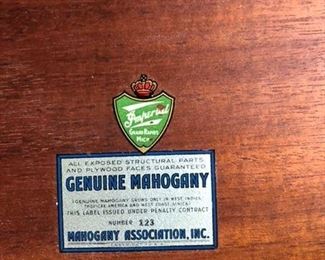 Imperial
GRAND RAPIDS
MICH
ALL EXPOSED STRUCTURAL PARTS
AND PLYWOOD FACES GUARANTEED
GENUINE MAHOGANY
(GENUINE MAHOGANY GROWS ONLY IN WEST INDIES,
TROPICAL AMERICA AND WEST COAST AFRICA)
THIS LABEL ISSUED UNDER PENALTY CONTRACT
NUMBER 123
MAHOGANY ASSOCIATION, INC.